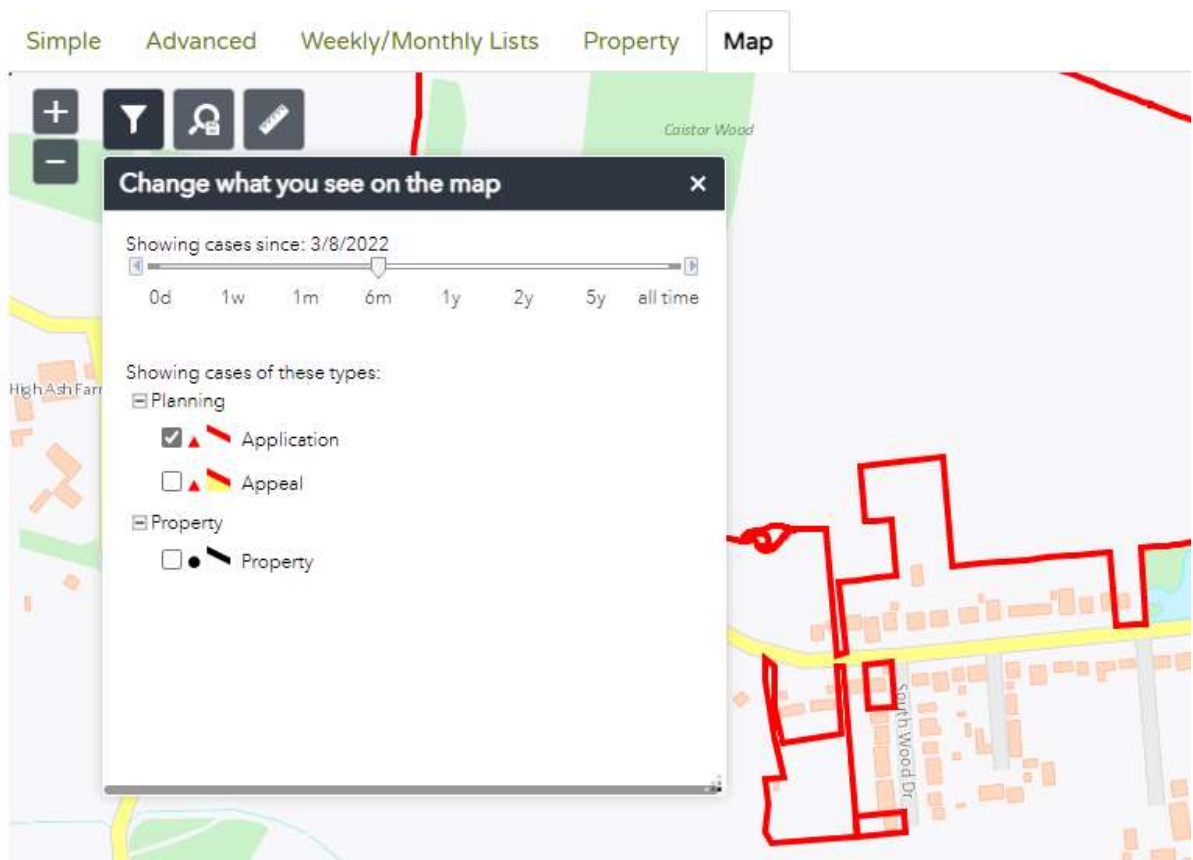 Simple Advanced Weekly/Monthly Lists Property Map
Caistor Wood
Change what you see on the map
Showing cases since: 3/8/2022
0d 1w 1m 6m 1y 2y 5y all time
Showing cases of these types:
High Ash Farr
Planning
Application
Appeal
Property
Property
South Wood Dr